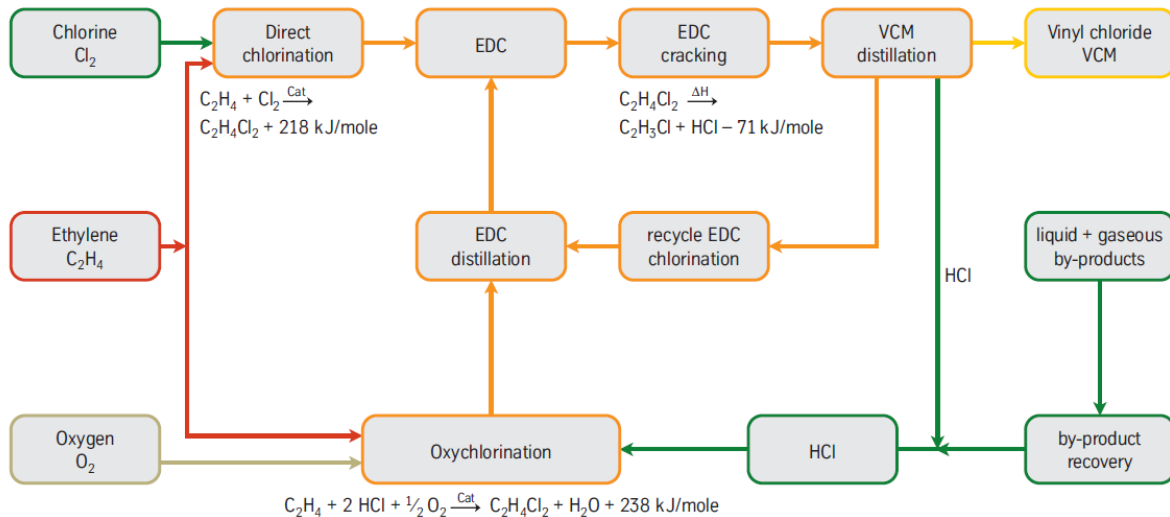 Chlorine
Cl₂
Direct
chlorination
EDC
EDC
cracking
VCM
distillation
Vinyl chloride
VCM
C₂H₄ + Cl₂ Cat⟶
C₂H₄Cl₂ + 218 kJ/mole
C₂H₄Cl₂ ΔH⟶
C₂H₃Cl + HCl – 71 kJ/mole
Ethylene
C₂H₄
EDC
distillation
recycle EDC
chlorination
HCl
liquid + gaseous
by-products
Oxygen
O₂
Oxychlorination
HCl
by-product
recovery
C₂H₄ + 2 HCl + ½ O₂ Cat⟶ C₂H₄Cl₂ + H₂O + 238 kJ/mole